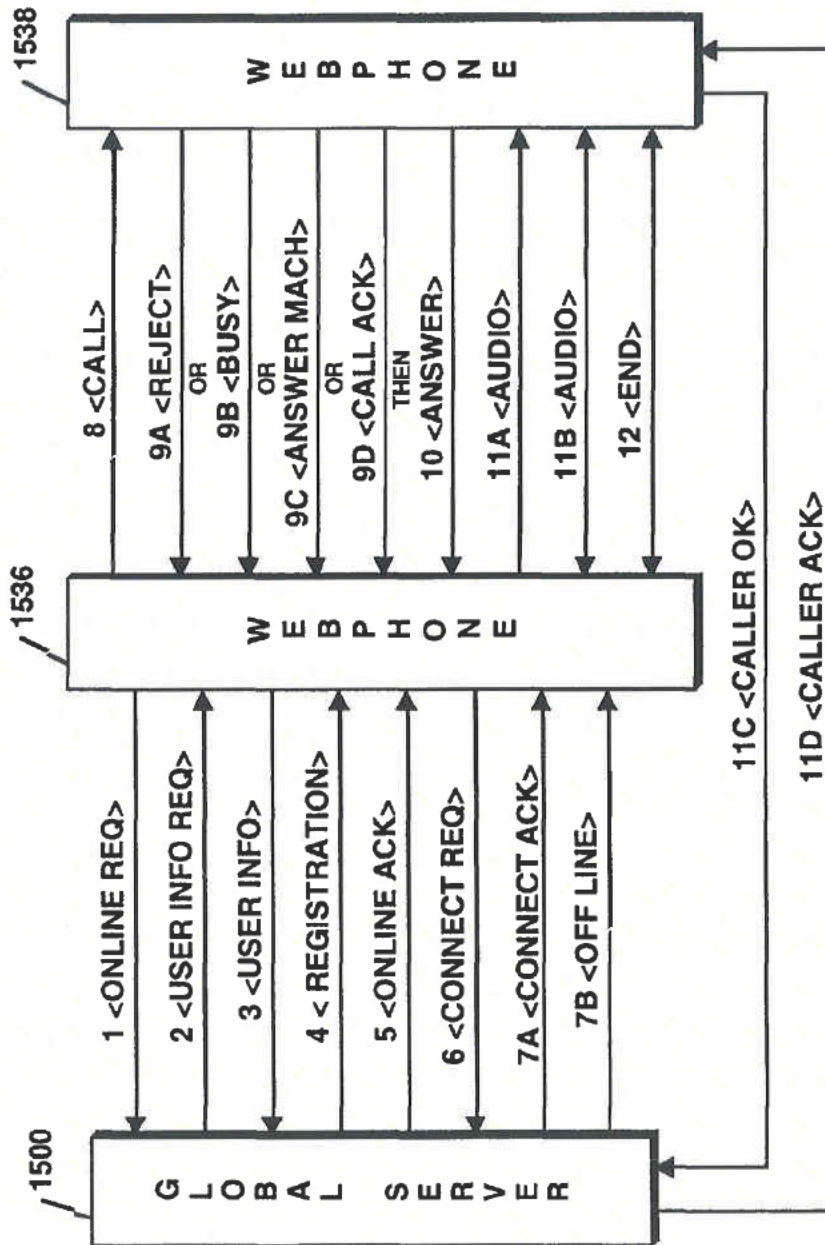 1500
GLOBAL SERVER
1 <ONLINE REQ>
2 <USER INFO REQ>
3 <USER INFO>
4 < REGISTRATION>
5 <ONLINE ACK>
6 <CONNECT REQ>
7A <CONNECT ACK>
7B <OFF LINE>
1536
WEBPHONE
8 <CALL>
9A <REJECT>
OR
9B <BUSY>
OR
9C <ANSWER MACH>
OR
9D <CALL ACK>
THEN
10 <ANSWER>
11A <AUDIO>
11B <AUDIO>
12 <END>
1538
WEBPHONE
11C <CALLER OK>
11D <CALLER ACK>